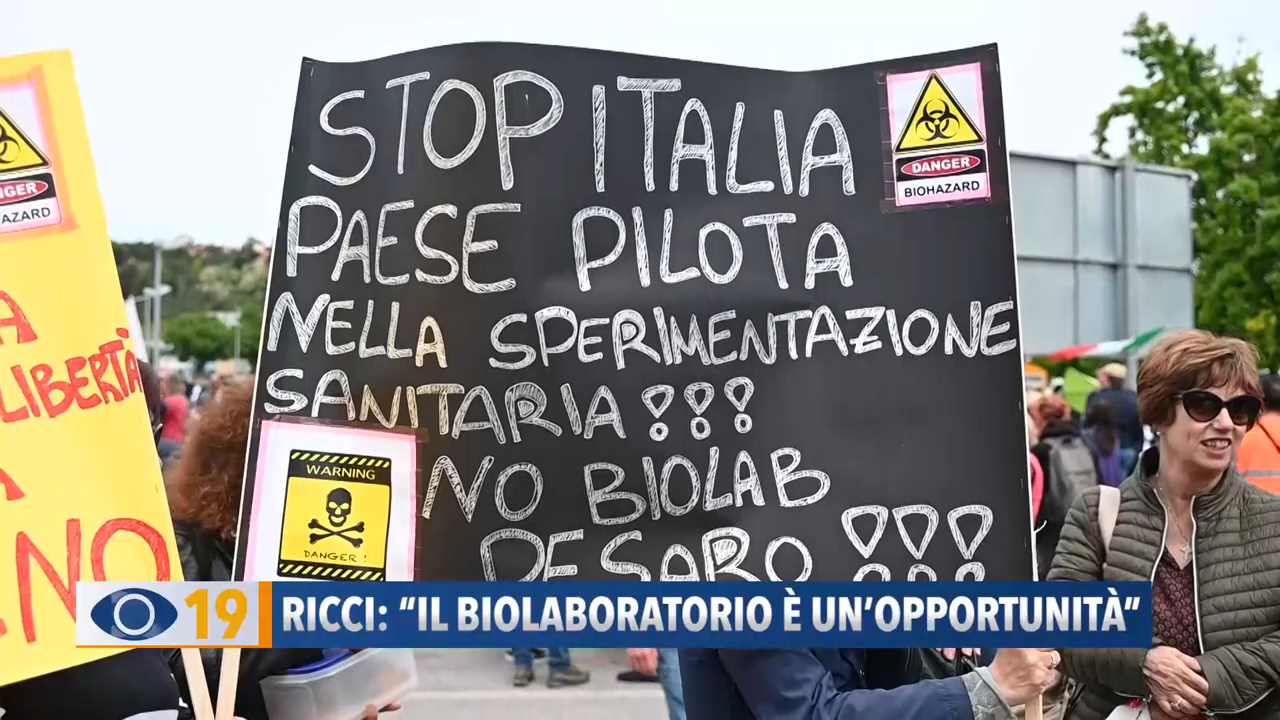 STOP ITALIA
PAESE PILOTA
NELLA SPERIMENTAZIONE
SANITARIA!!!
NO BIOLAB
PESARO!!!
DANGER
BIOHAZARD
WARNING
DANGER!
LIBERTÀ
19
RICCI: “IL BIOLABORATORIO È UN’OPPORTUNITÀ”